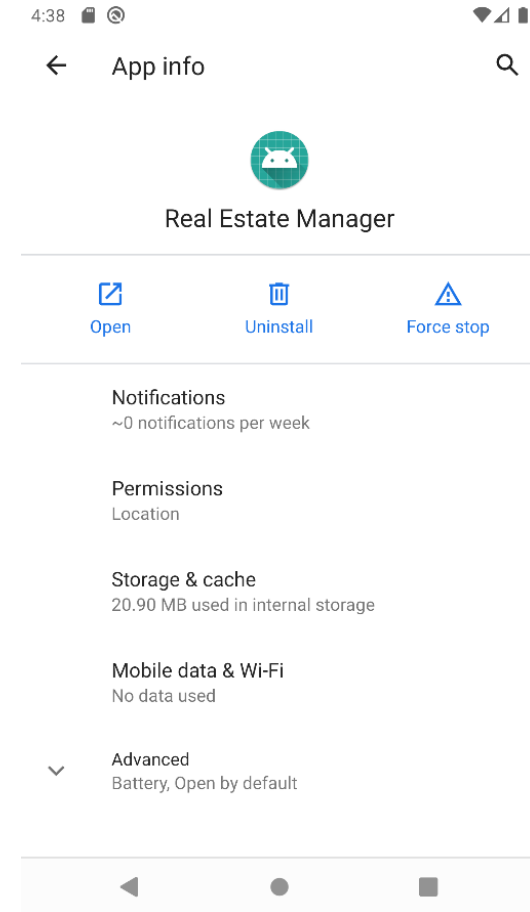 4:38
App info
Real Estate Manager
Open
Uninstall
Force stop
Notifications
~0 notifications per week
Permissions
Location
Storage & cache
20.90 MB used in internal storage
Mobile data & Wi-Fi
No data used
Advanced
Battery, Open by default